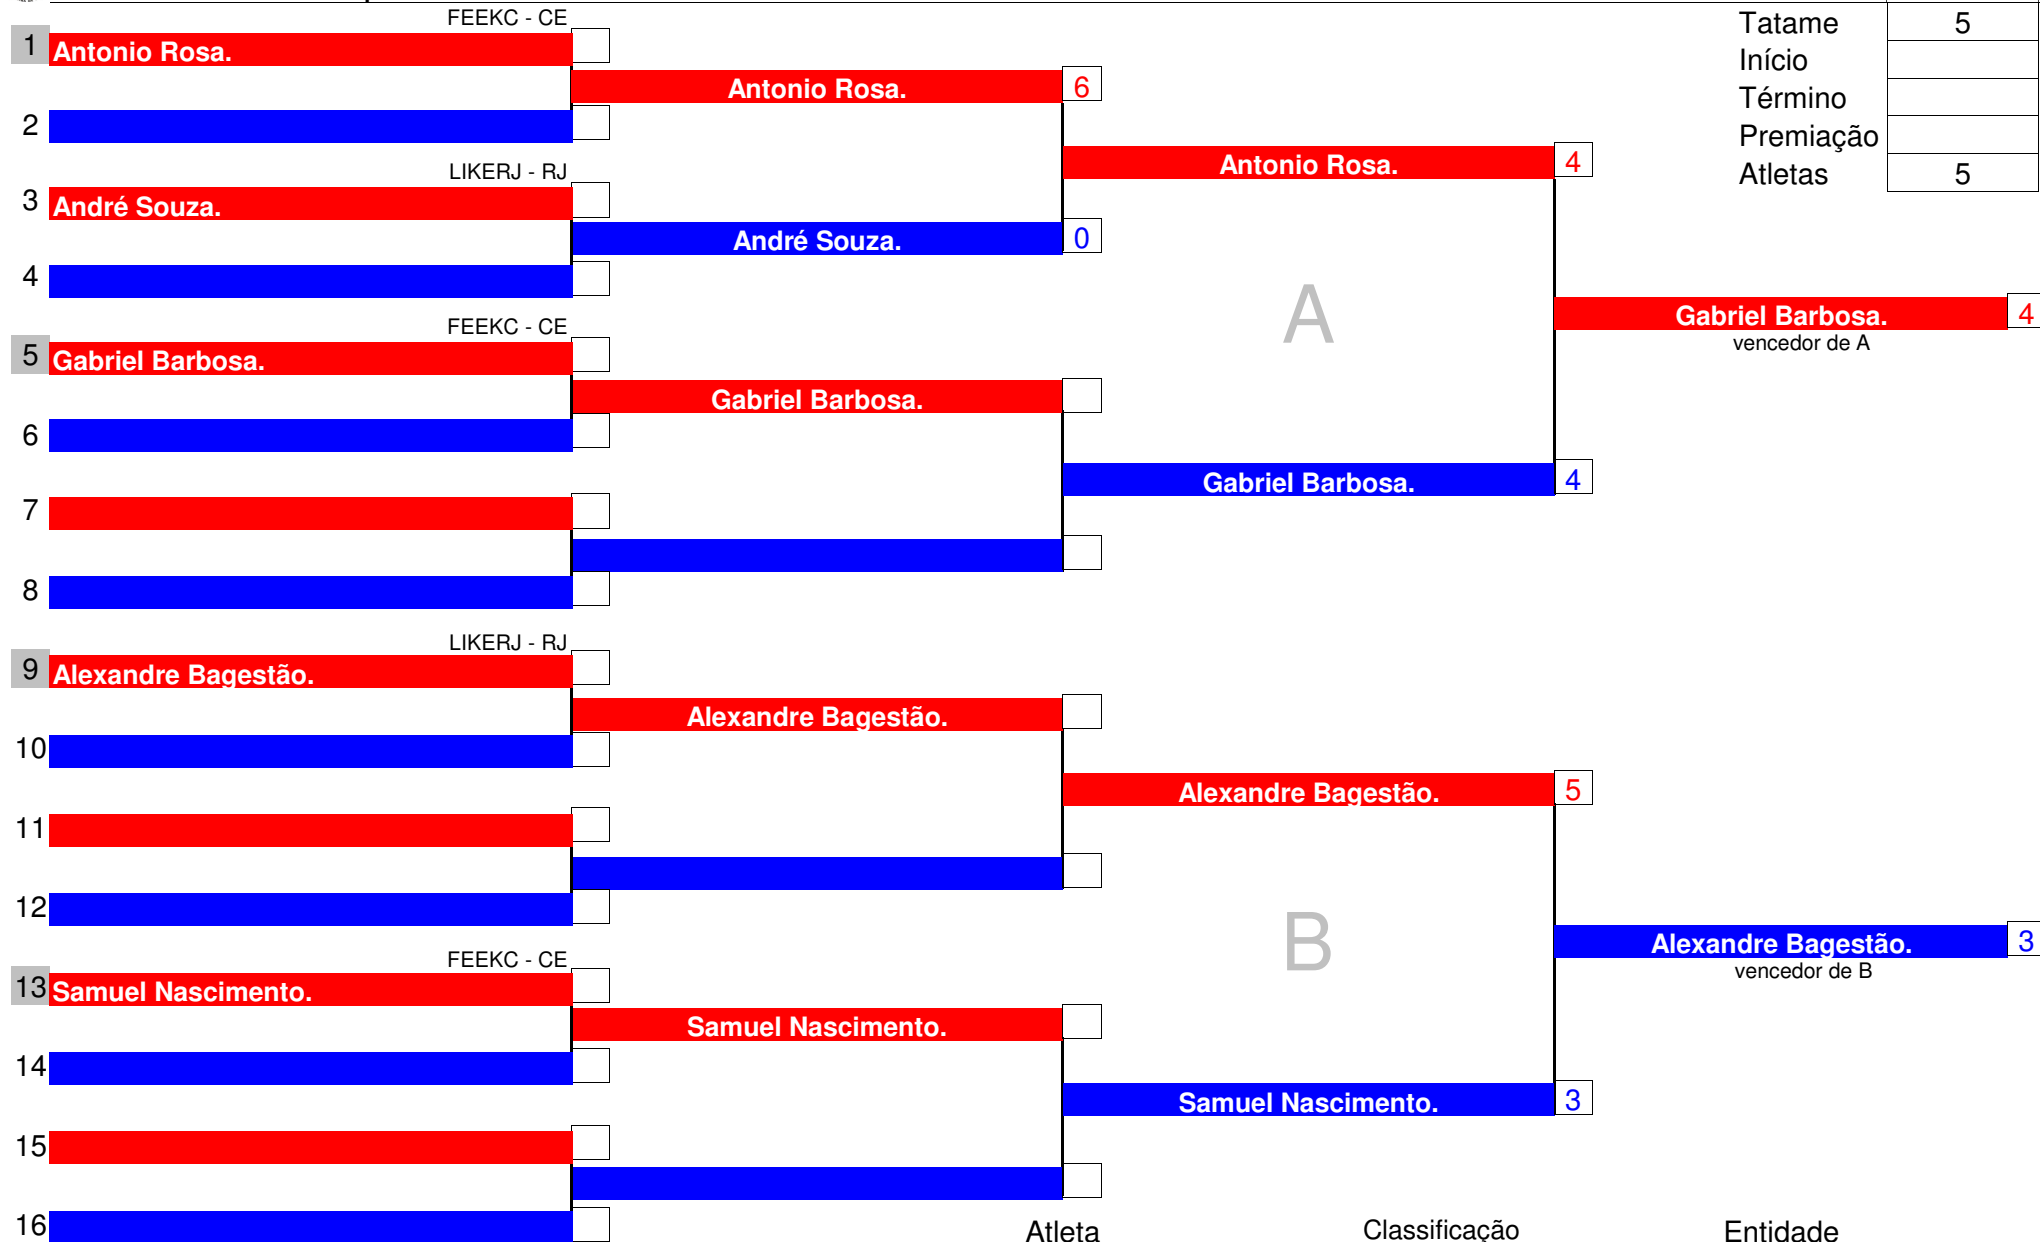 FEEKC - CE
Tatame 5
1 Antonio Rosa.
Início
Antonio Rosa. 6
Término
2
Premiação
Antonio Rosa. 4
LIKERJ - RJ
Atletas 5
3 André Souza.
André Souza. 0
4
A
Gabriel Barbosa. 4
vencedor de A
FEEKC - CE
5 Gabriel Barbosa.
Gabriel Barbosa.
6
Gabriel Barbosa. 4
7
8
LIKERJ - RJ
9 Alexandre Bagestão.
Alexandre Bagestão.
10
Alexandre Bagestão. 5
11
12
B
Alexandre Bagestão. 3
vencedor de B
FEEKC - CE
13 Samuel Nascimento.
Samuel Nascimento.
14
Samuel Nascimento. 3
15
16
Atleta Classificação Entidade